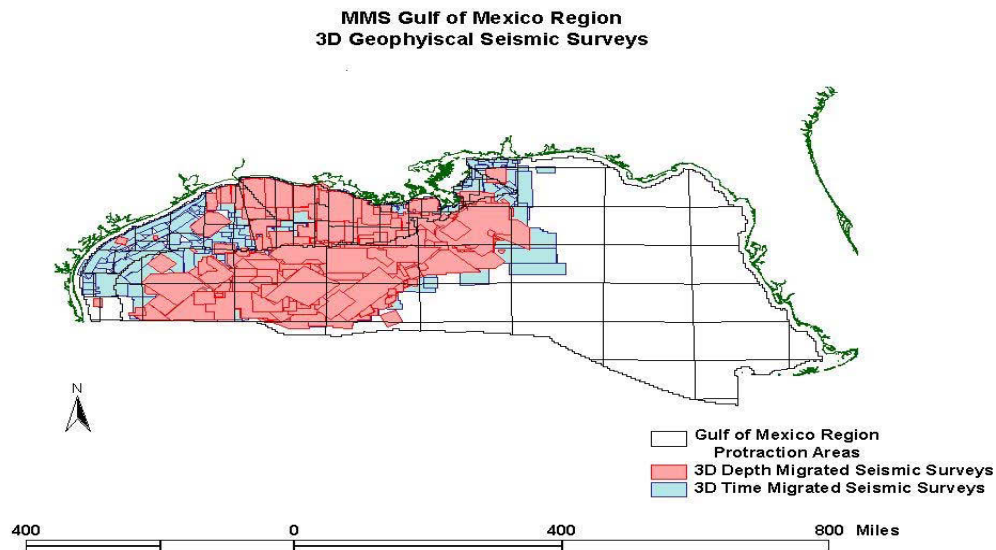 MMS Gulf of Mexico Region
3D Geophyiscal Seismic Surveys
N
Gulf of Mexico Region
Protraction Areas
3D Depth Migrated Seismic Surveys
3D Time Migrated Seismic Surveys
400 0 400 800 Miles